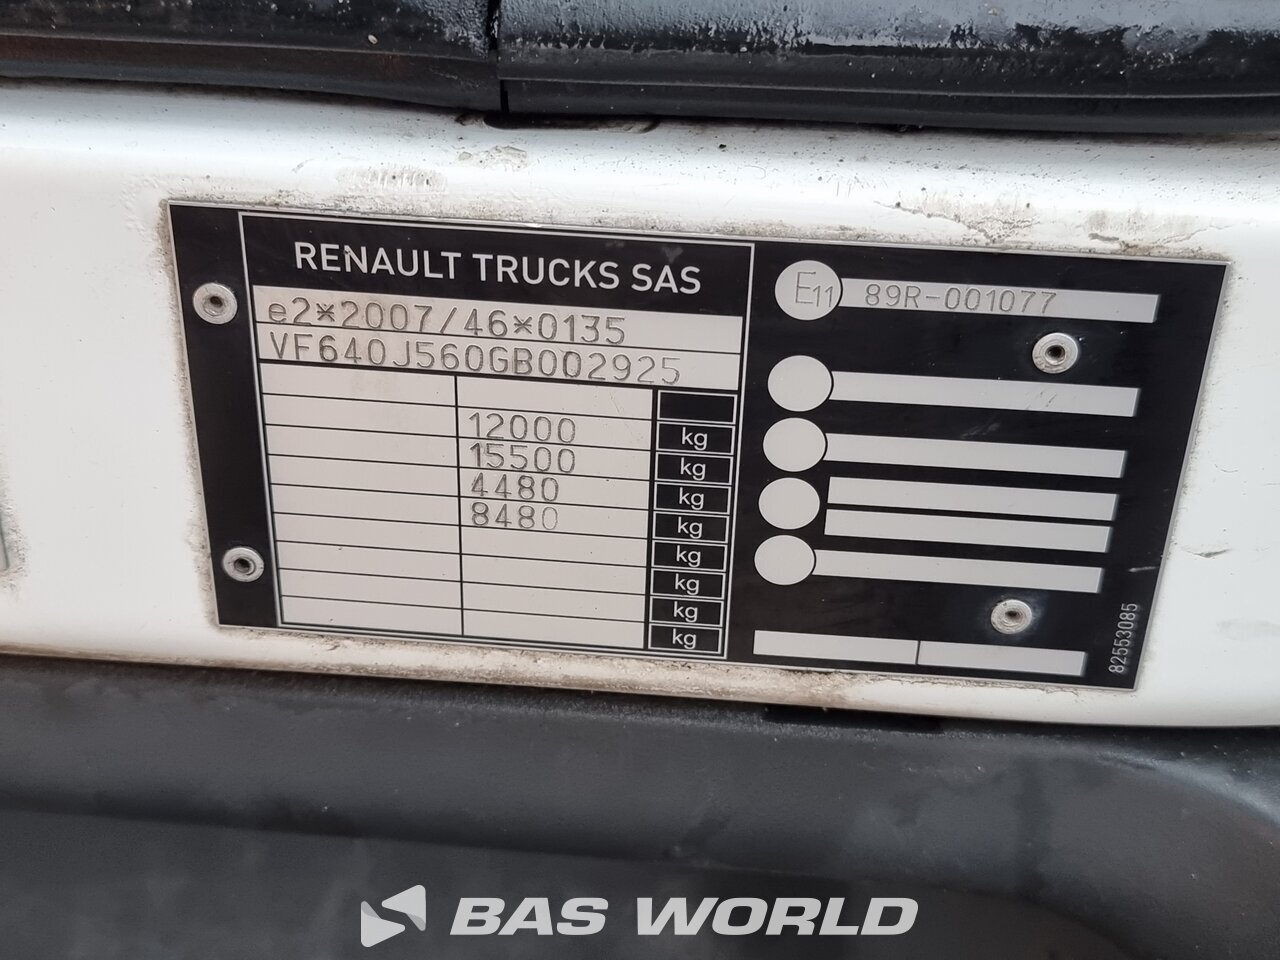 RENAULT TRUCKS SAS
e2*2007/46*0135
VF640J560GB002925
12000 kg
15500 kg
4480 kg
8480 kg
kg
kg
kg
kg
E11 89R-001077
82553085
BAS WORLD